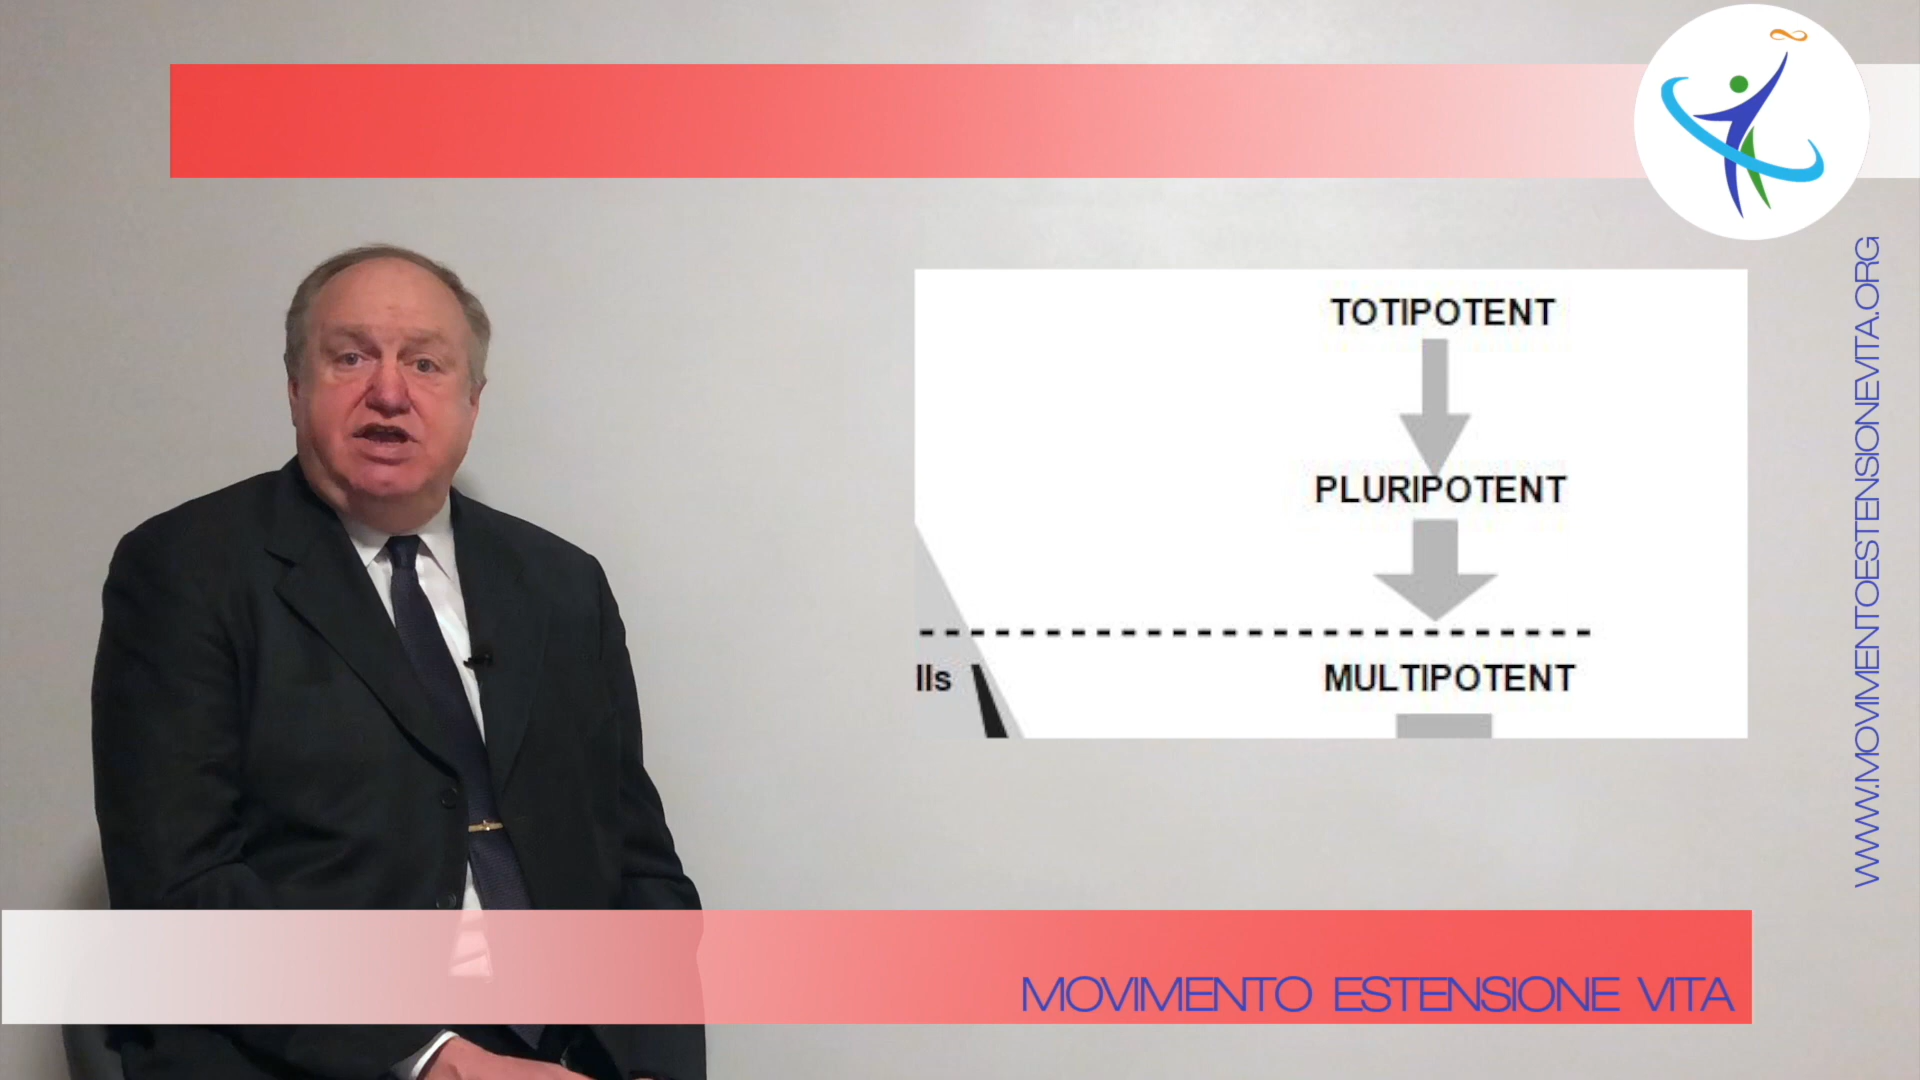 TOTIPOTENT
PLURIPOTENT
lls
MULTIPOTENT
WWW.MOVIMENTOESTENSIONEVITA.ORG
MOVIMENTO ESTENSIONE VITA